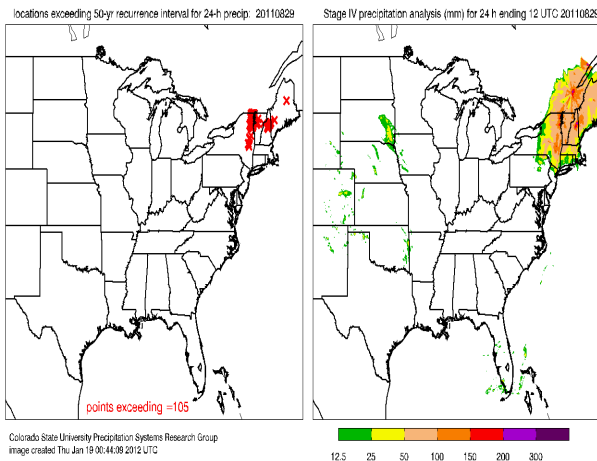 locations exceeding 50-yr recurrence interval for 24-h precip: 20110829
Stage IV precipitation analysis (mm) for 24 h ending 12 UTC 20110829
points exceeding =105
Colorado State University Precipitation Systems Research Group
image created Thu Jan 19 00:44:09 2012 UTC
12.5 25 50 100 150 200 300